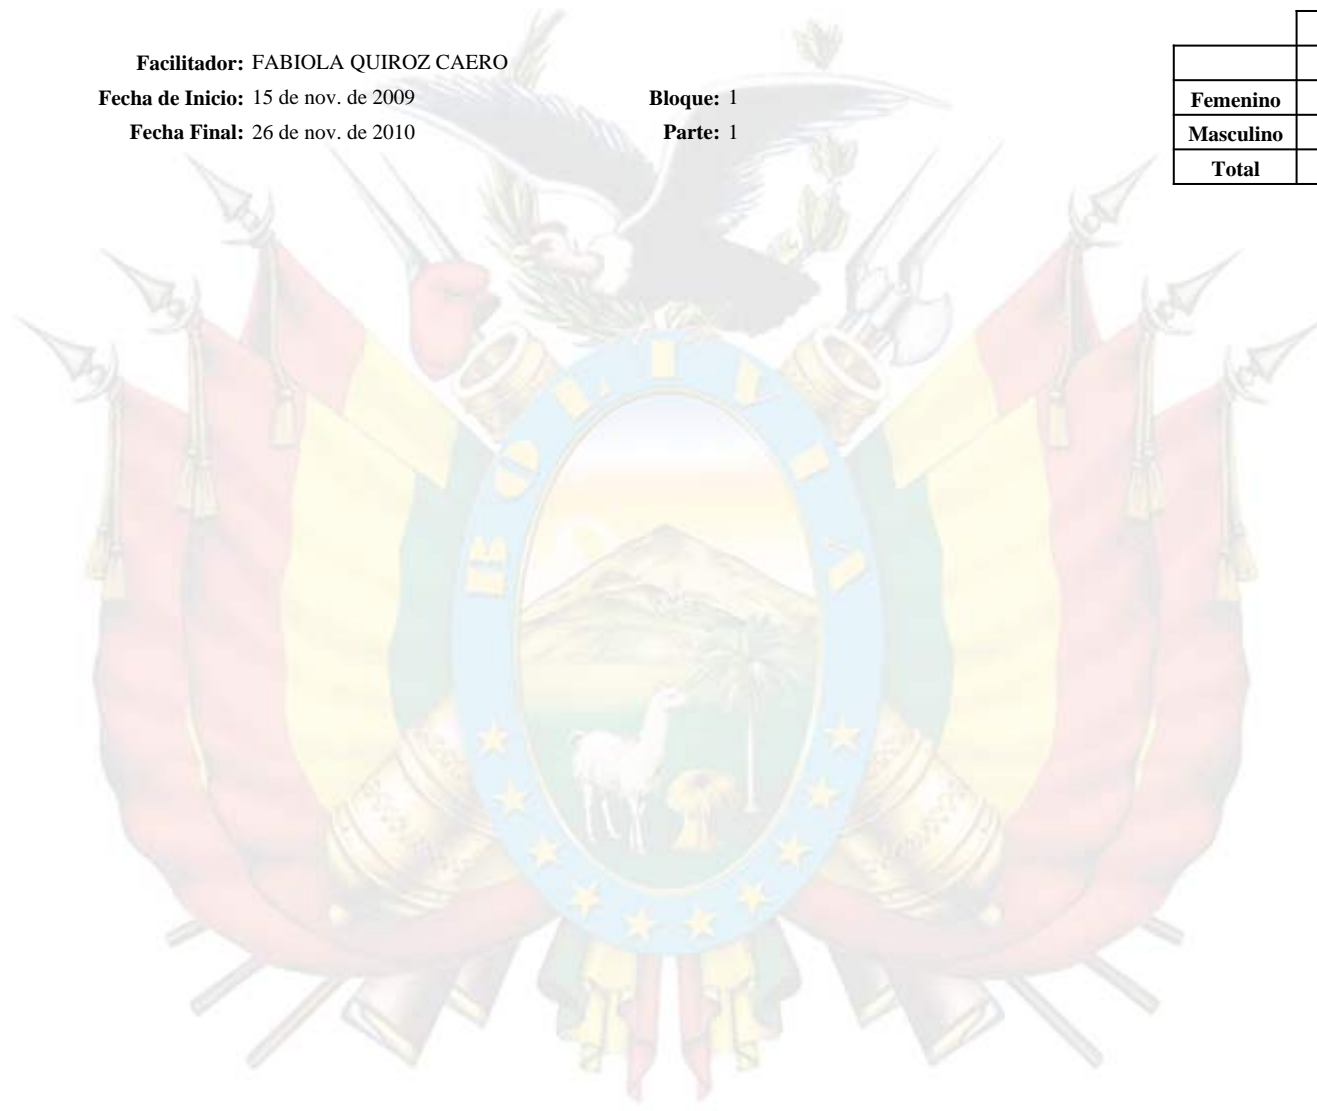 Facilitador: FABIOLA QUIROZ CAERO
Fecha de Inicio: 15 de nov. de 2009 Bloque: 1
Fecha Final: 26 de nov. de 2010 Parte: 1
Femenino
Masculino
Total
BOLIVIA